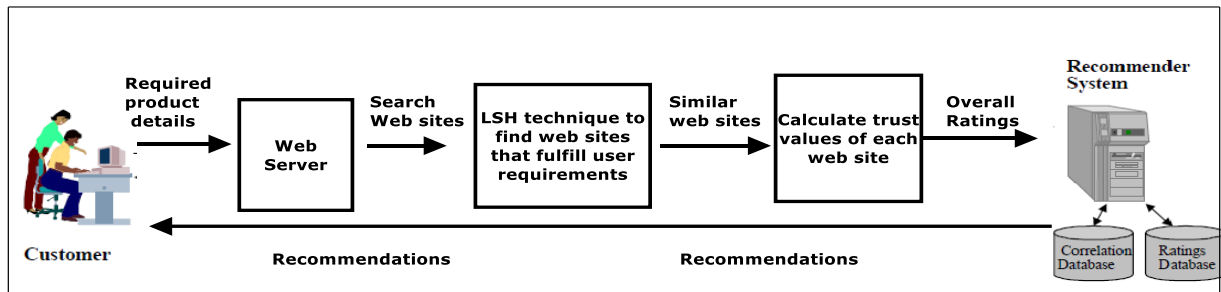 Required
product
details
Web
Server
Search
Web sites
LSH technique to
find web sites
that fulfill user
requirements
Similar
web sites
Calculate trust
values of each
web site
Overall
Ratings
Recommender
System
Customer
Recommendations
Recommendations
Correlation
Database
Ratings
Database